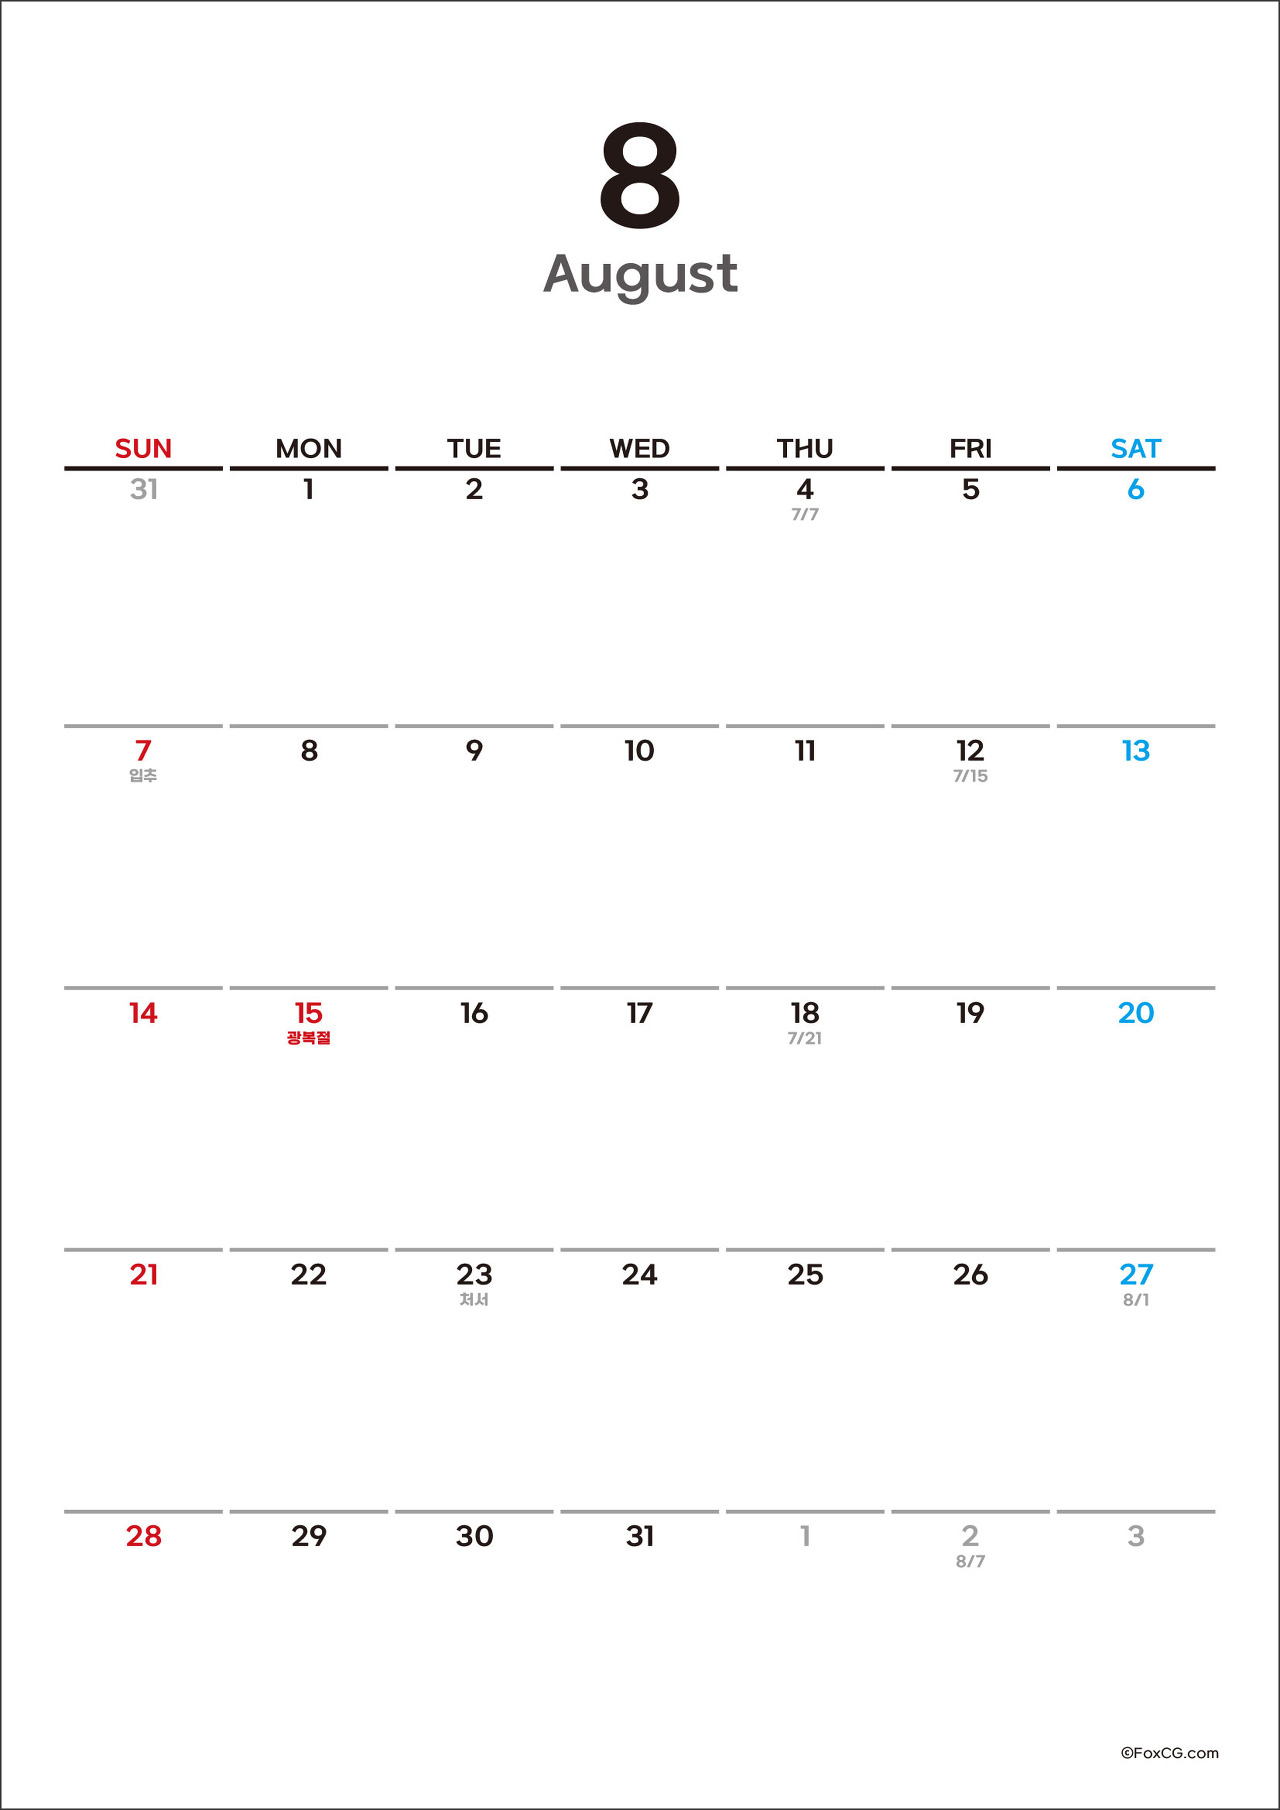 8
August
SUN MON TUE WED THU FRI SAT
31 1 2 3 4 5 6
7/7
7 8 9 10 11 12 13
입추 7/15
14 15 16 17 18 19 20
광복절 7/21
21 22 23 24 25 26 27
처서 8/1
28 29 30 31 1 2 3
8/7
©FoxCG.com